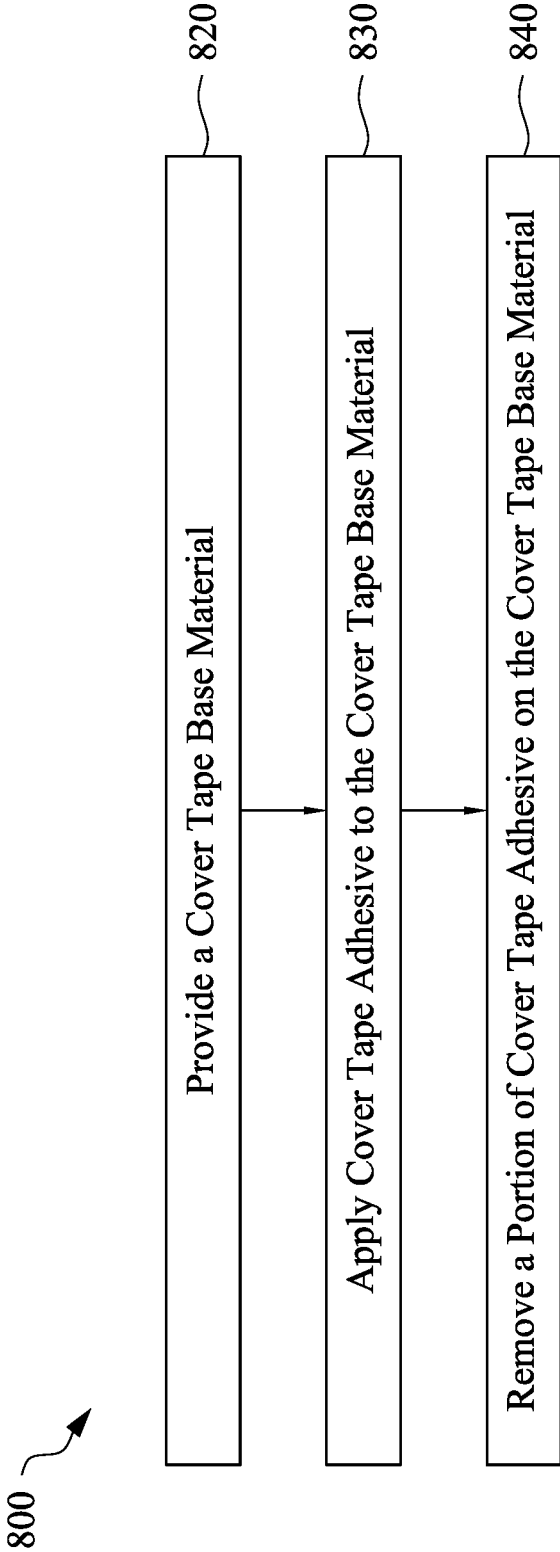 800
Provide a Cover Tape Base Material
820
Apply Cover Tape Adhesive to the Cover Tape Base Material
830
Remove a Portion of Cover Tape Adhesive on the Cover Tape Base Material
840